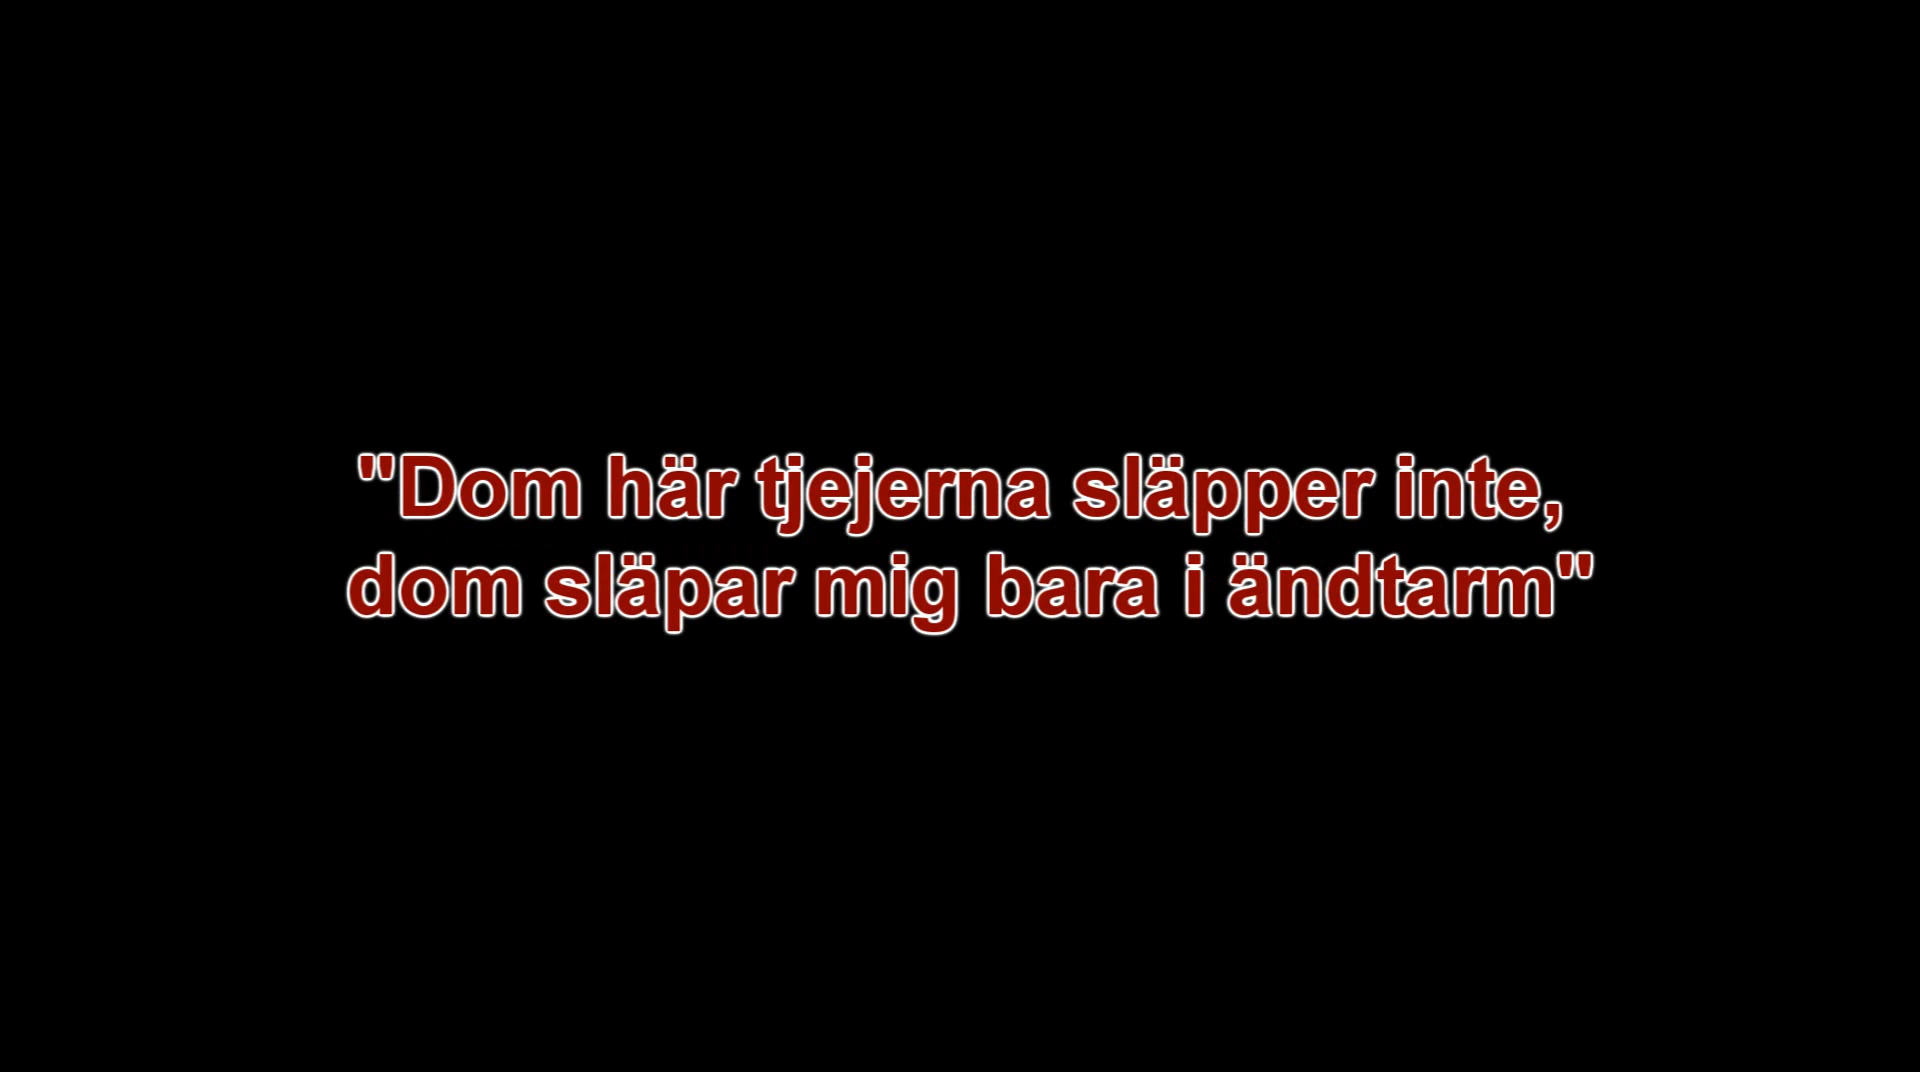 "Dom här tjejerna släpper inte,
dom släpar mig bara i ändtarm"